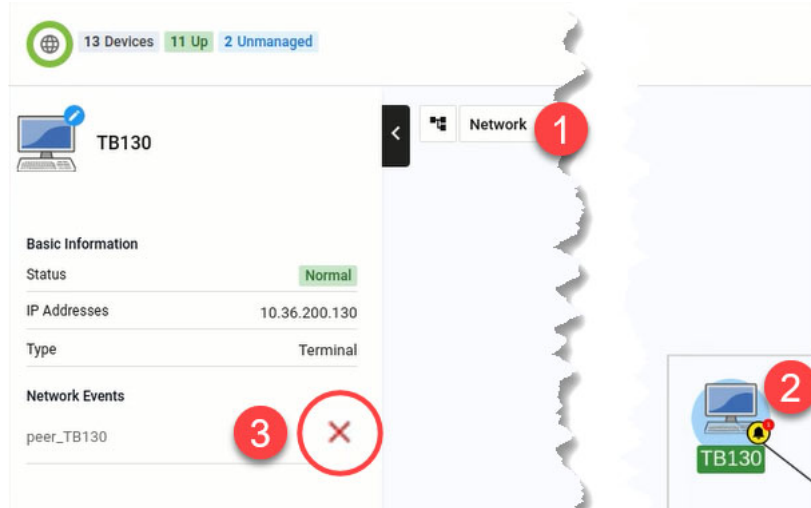 13 Devices 11 Up 2 Unmanaged
TB130
Network 1
Basic Information
Status Normal
IP Addresses 10.36.200.130
Type Terminal
Network Events
peer_TB130 3
2
TB130